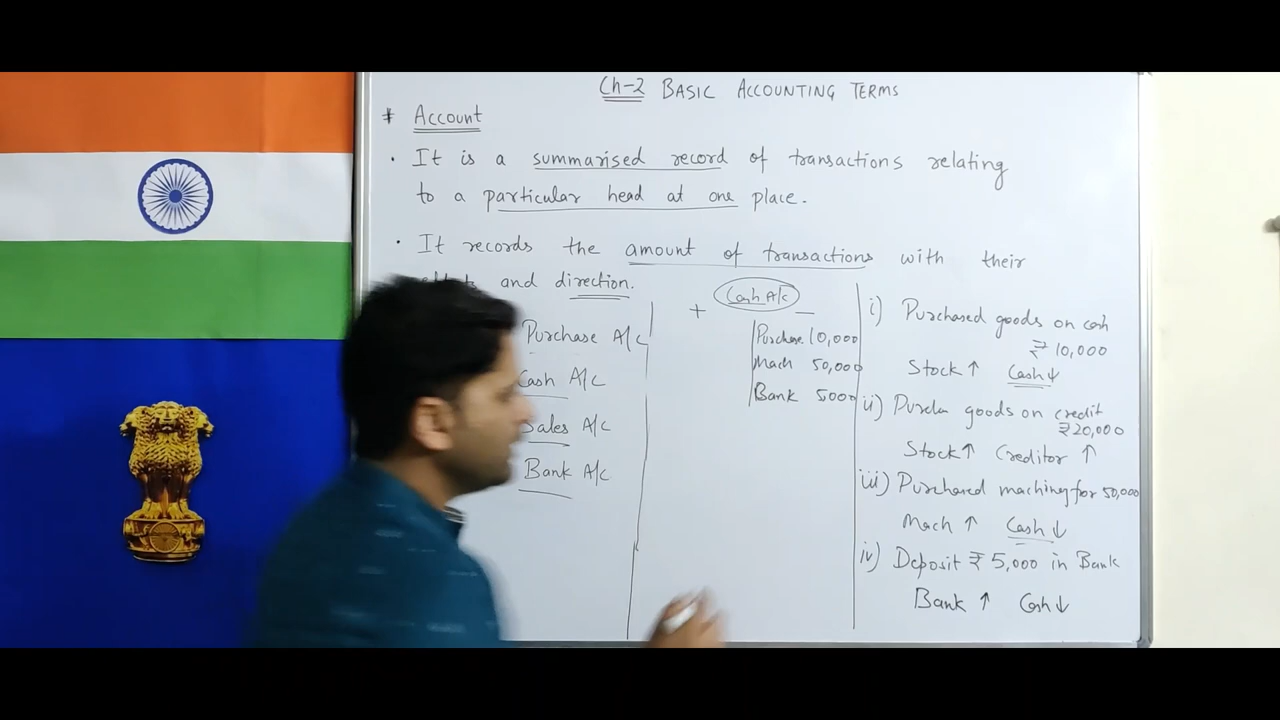 Ch-2 BASIC ACCOUNTING TERMS
* Account
• It is a summarised record of transactions relating
to a particular head at one place.
• It records the amount of transactions with their
and direction.
Purchase A/c
Cash A/c
Sales A/c
Bank A/c
Cash A/c
+ −
Purchase 10,000
Mach 50,000
Bank 5000
i) Purchased goods on cash
₹ 10,000
Stock ↑ Cash ↓
ii) goods on credit
₹20,000
Stock ↑ Creditor ↑
iii) Purchased maching for 50,000
Mach ↑ Cash ↓
iv) Deposit ₹ 5,000 in Bank
Bank ↑ Cash ↓